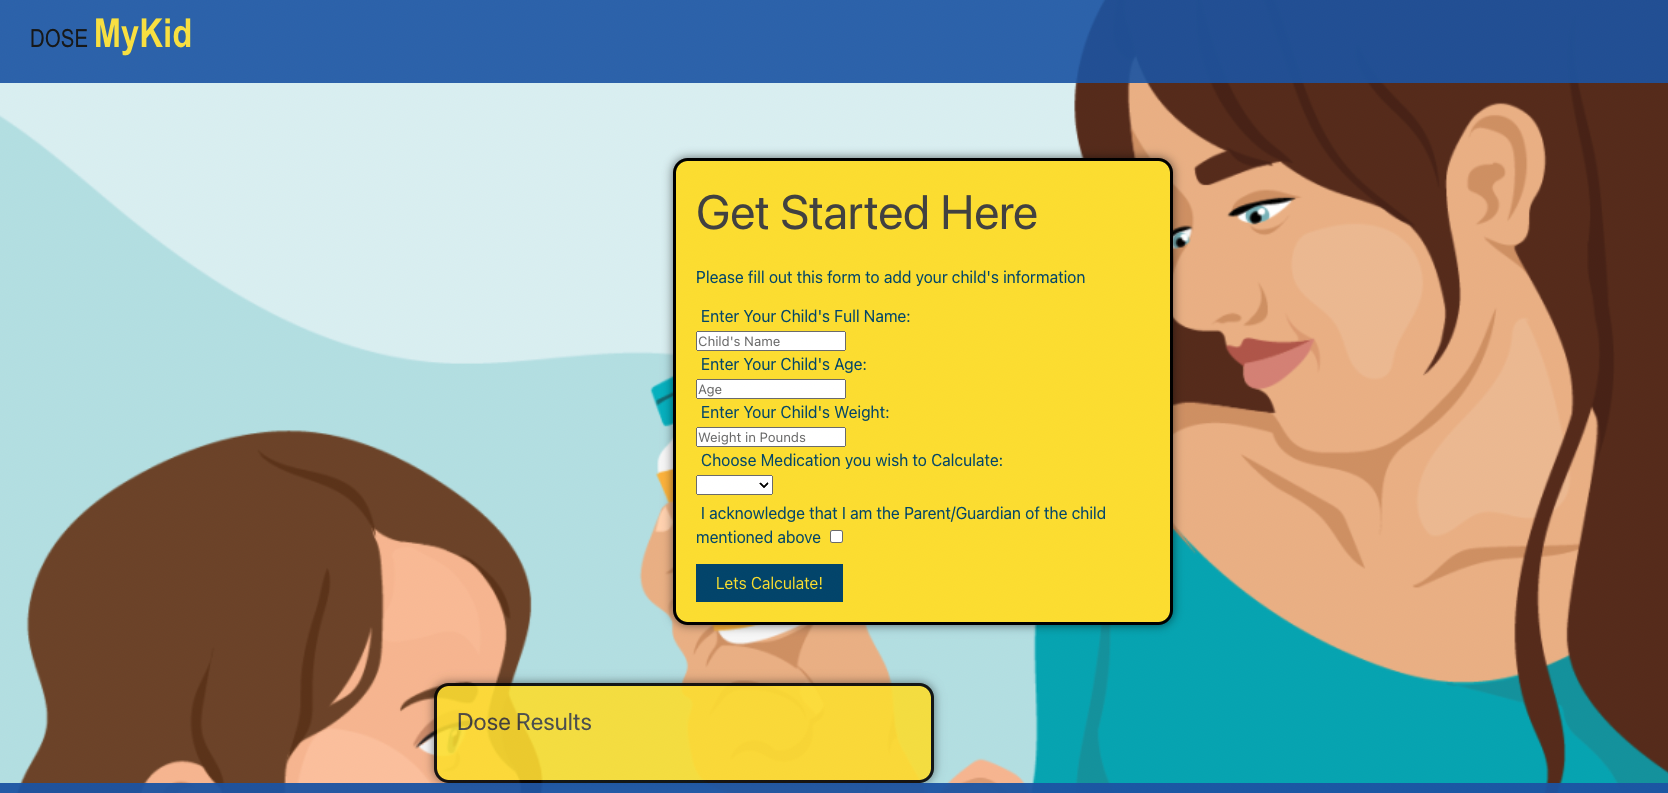 DOSE MyKid
Get Started Here
Please fill out this form to add your child's information
Enter Your Child's Full Name:
Child's Name
Enter Your Child's Age:
Age
Enter Your Child's Weight:
Weight in Pounds
Choose Medication you wish to Calculate:
I acknowledge that I am the Parent/Guardian of the child
mentioned above
Lets Calculate!
Dose Results